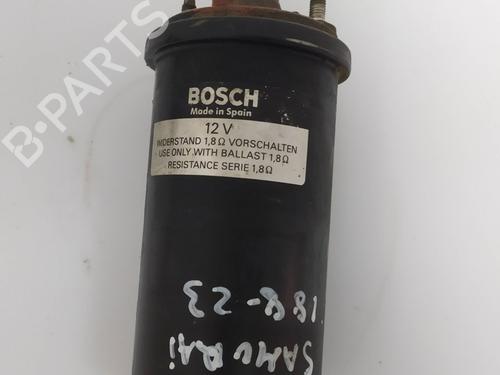 B-PARTS
BOSCH
Made in Spain
12 V
WIDERSTAND 1,8 Ω VORSCHALTEN
USE ONLY WITH BALLAST 1,8 Ω
RESISTANCE SERIE 1,8 Ω
SAMURAi
188-23